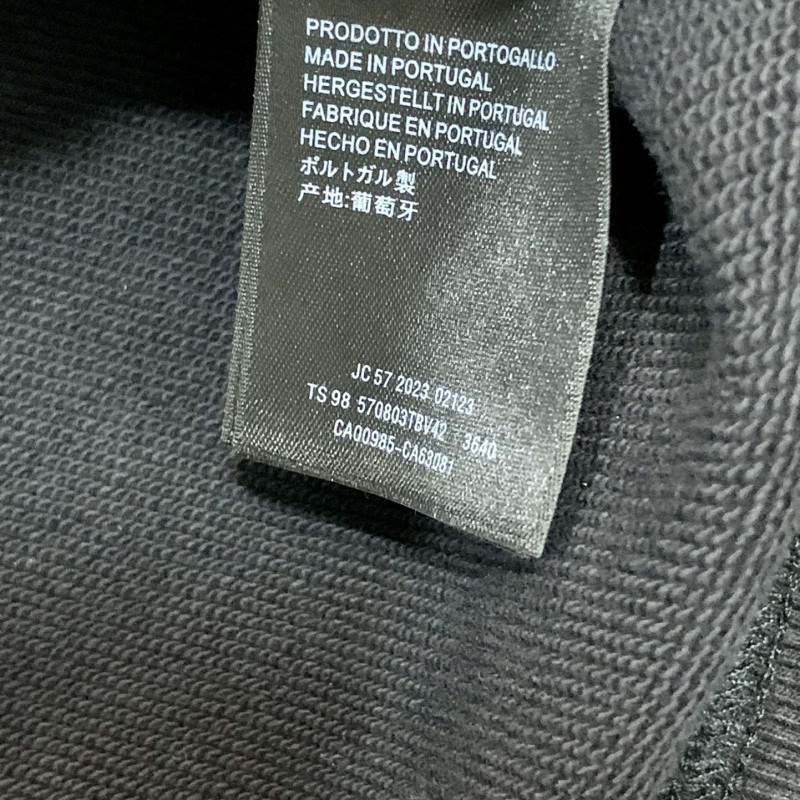 PRODOTTO IN PORTOGALLO
MADE IN PORTUGAL
HERGESTELLT IN PORTUGAL
FABRIQUE EN PORTUGAL
HECHO EN PORTUGAL
ポルトガル製
产地:葡萄牙
JC 57 2023 02123
TS 98 570803TBV42 3640
CA00985-CA63081